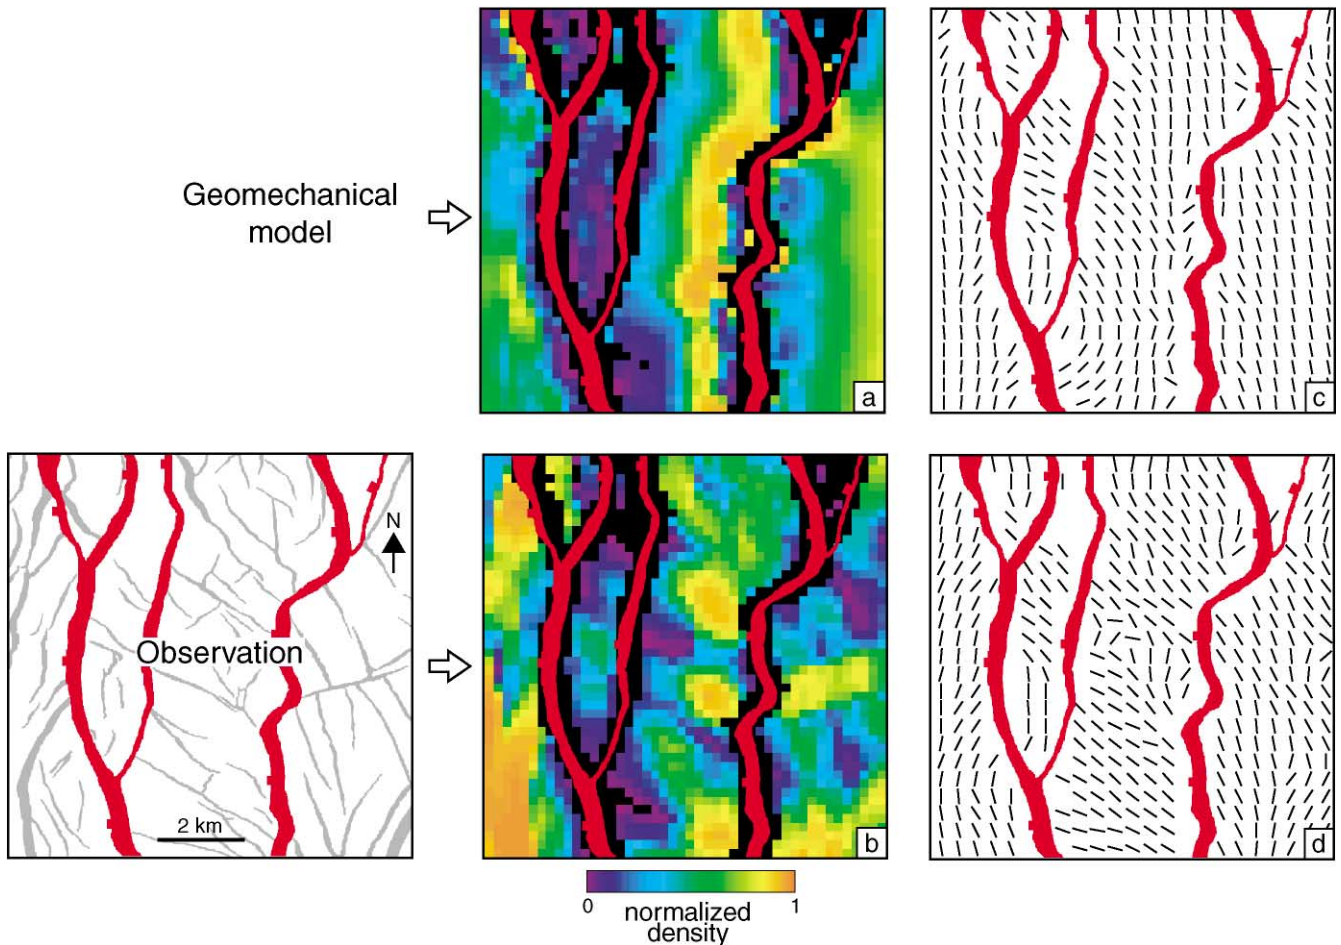 Geomechanical
model
a
c
N
Observation
2 km
b
d
0
1
normalized
density